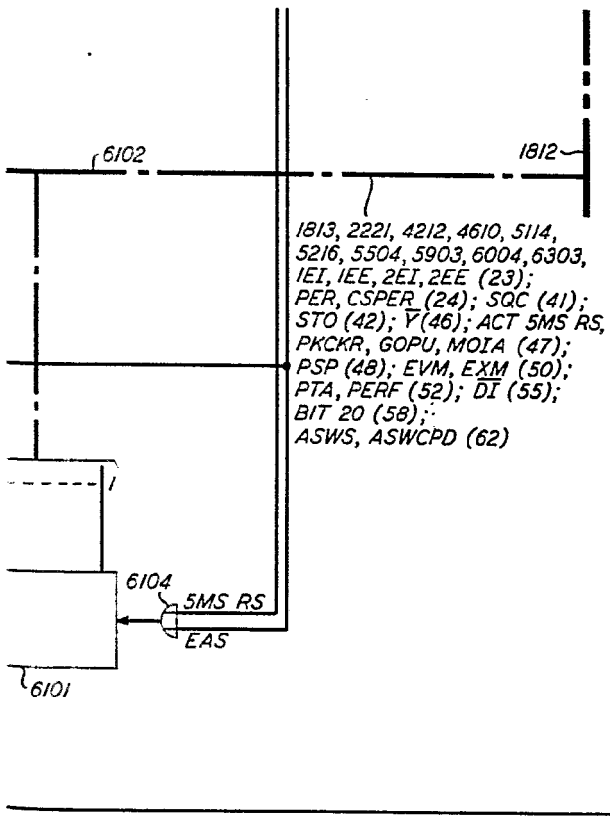 6102
1812
1813, 2221, 4212, 4610, 5114,
5216, 5504, 5903, 6004, 6303,
1EI, 1EE, 2EI, 2EE (23);
PER, CSPER (24); SQC (41);
STO (42); Y̅ (46); ACT 5MS RS,
PKCKR, GOPU, MOIA (47);
PSP (48); EVM, EXM (50);
PTA, PERF (52); D̅I̅ (55);
BIT 20 (58);
ASWS, ASWCPD (62)
6104
5MS RS
EAS
6101